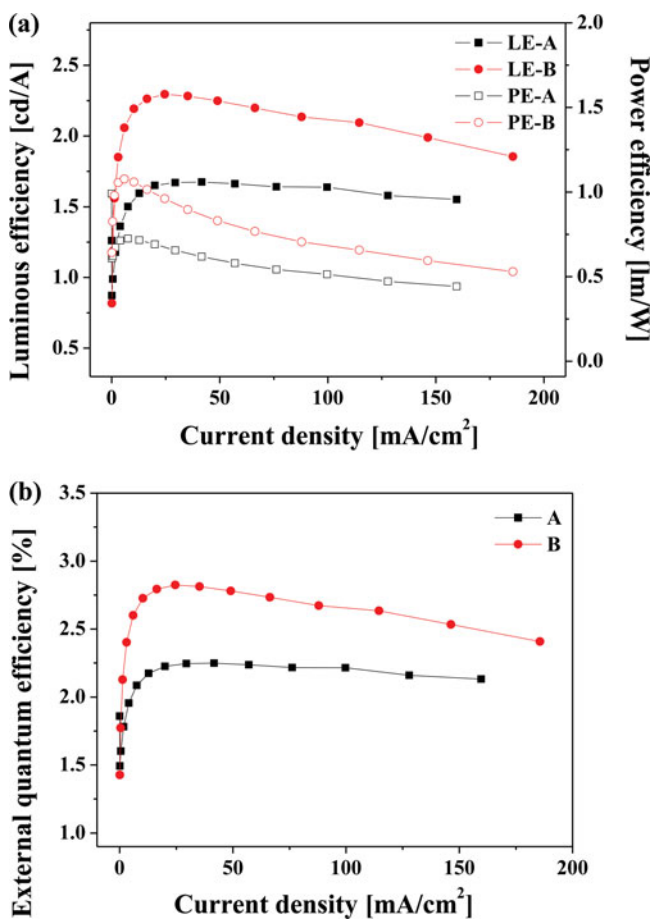 (a)
Luminous efficiency [cd/A]
2.5
2.0
1.5
1.0
0.5
LE-A
LE-B
PE-A
PE-B
2.0
1.5
1.0
0.5
0.0
Power efficiency [lm/W]
0 50 100 150 200
Current density [mA/cm²]
(b)
External quantum efficiency [%]
3.5
3.0
2.5
2.0
1.5
1.0
A
B
0 50 100 150 200
Current density [mA/cm²]